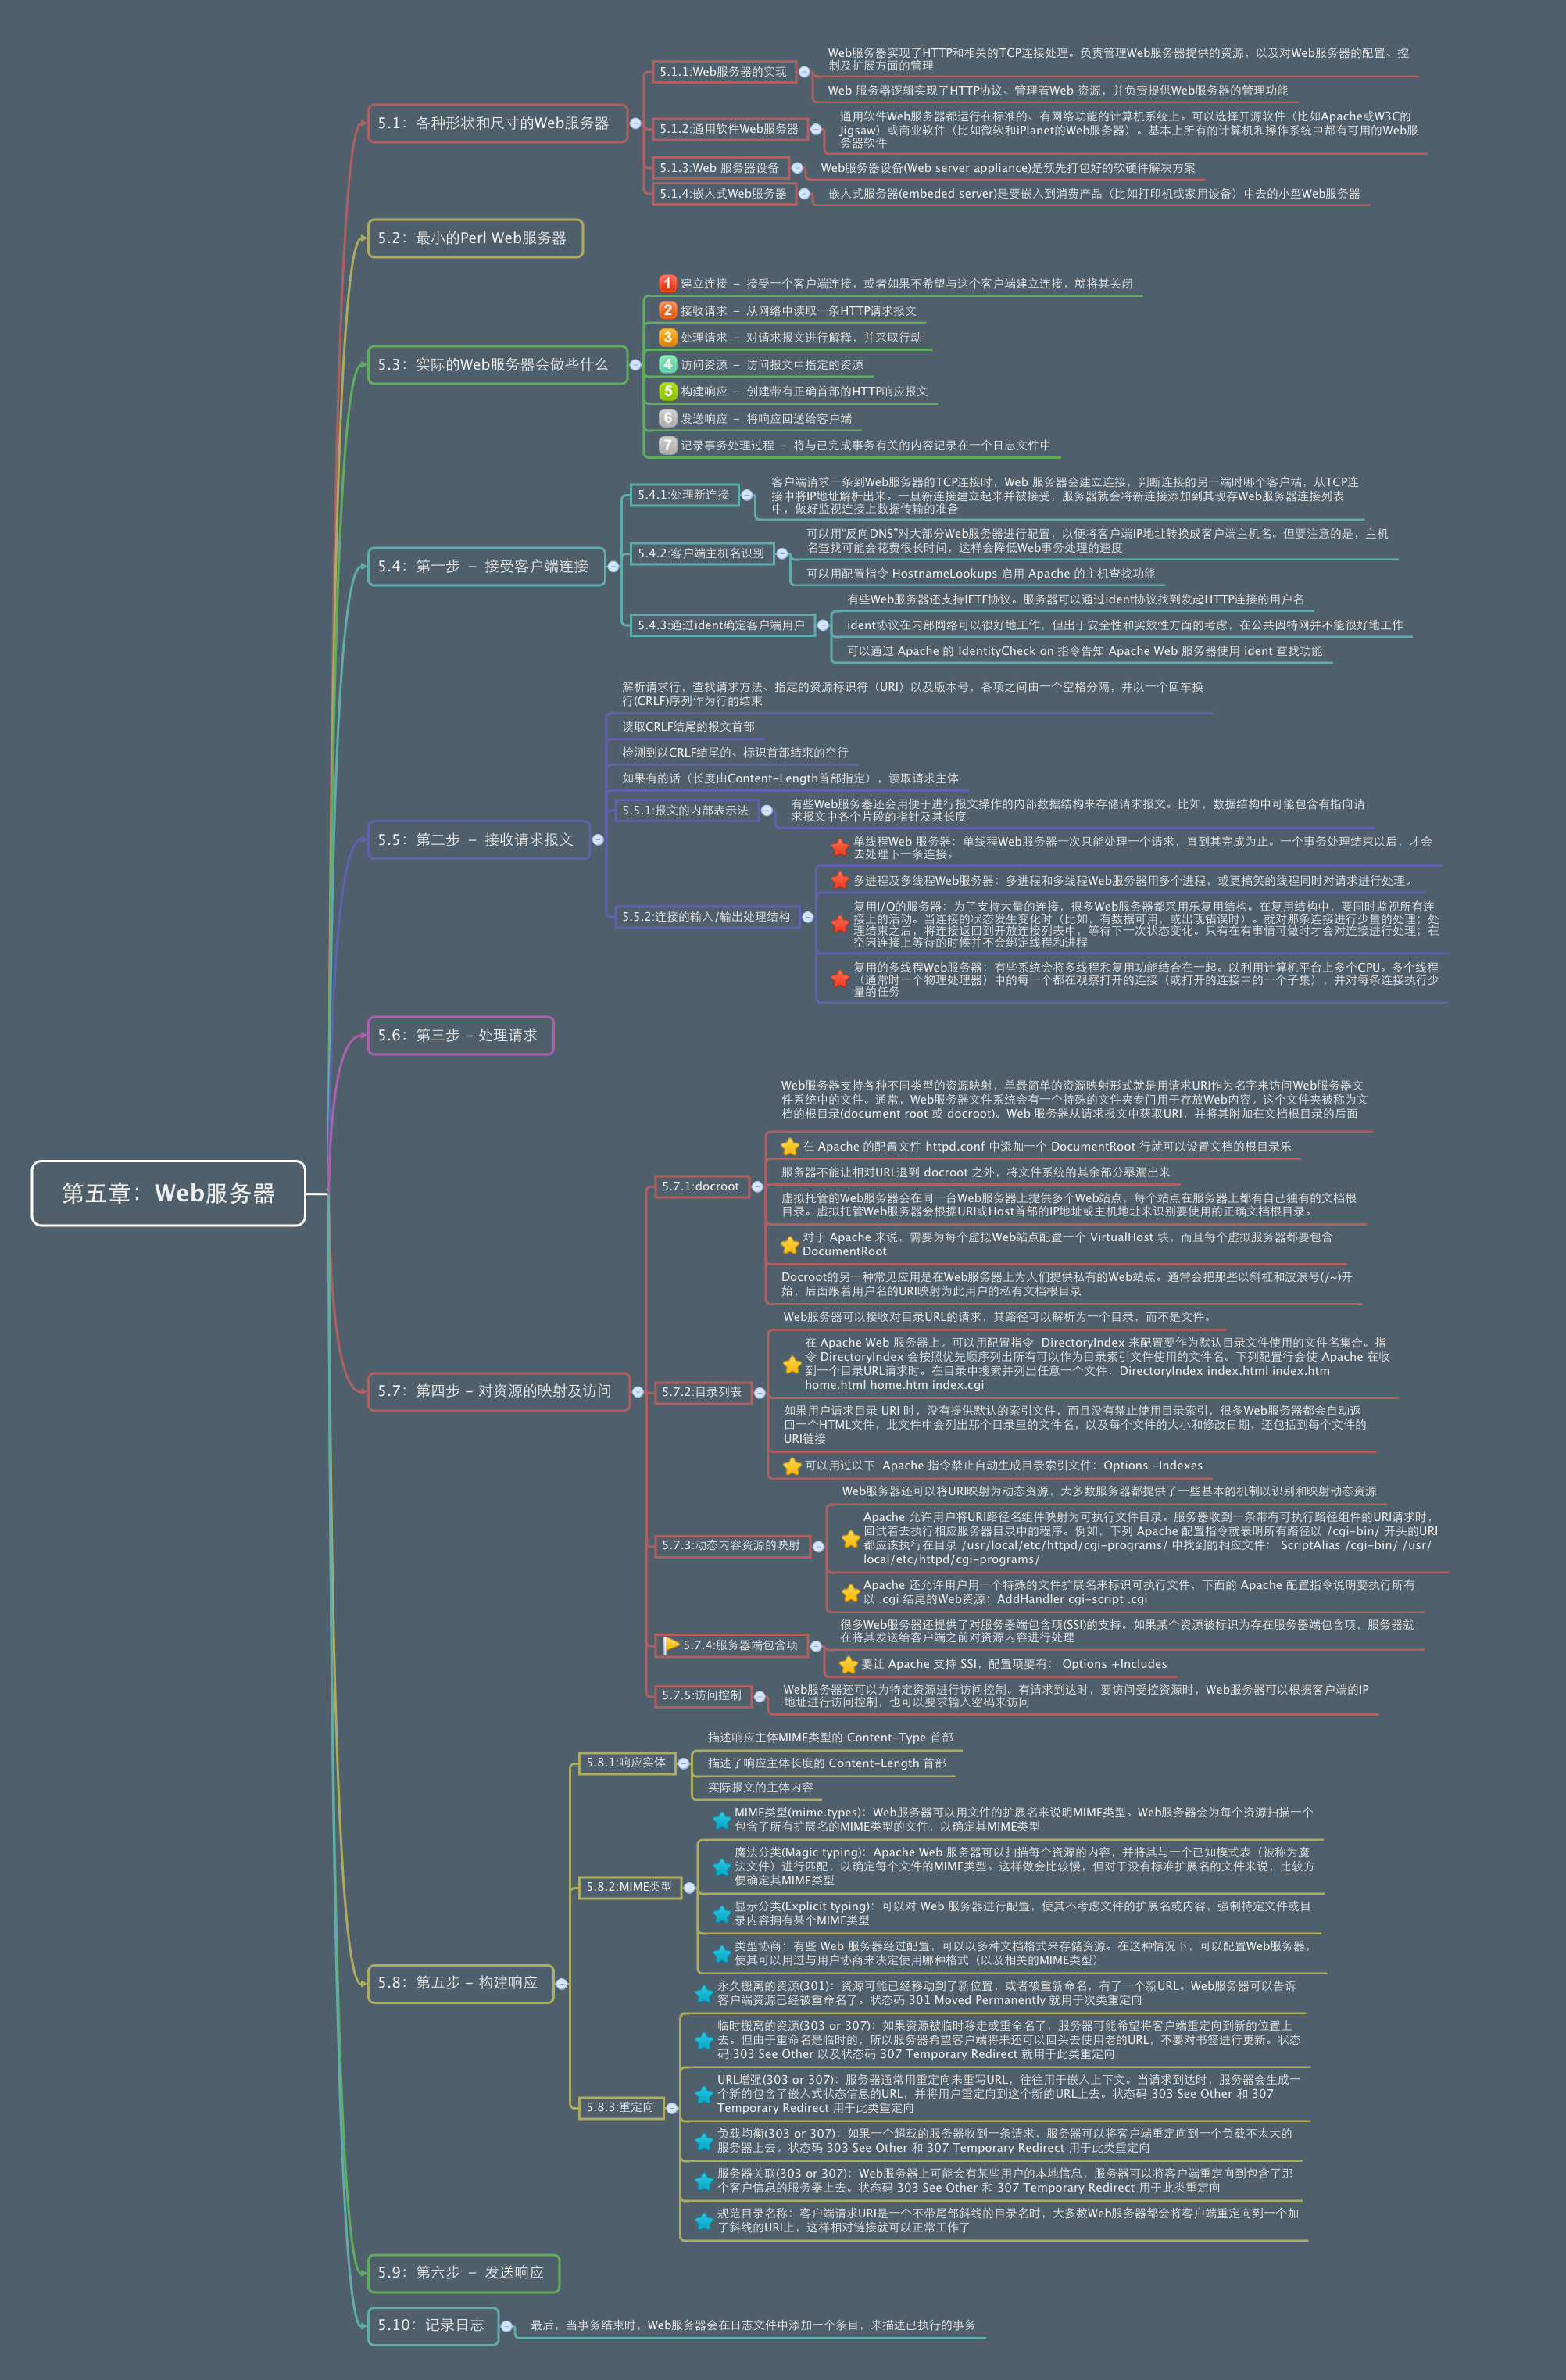 第五章：Web服务器
5.1：各种形状和尺寸的Web服务器
5.1.1:Web服务器的实现
Web服务器实现了HTTP和相关的TCP连接处理。负责管理Web服务器提供的资源，以及对Web服务器的配置、控
制及扩展方面的管理
Web 服务器逻辑实现了HTTP协议、管理着Web 资源，并负责提供Web服务器的管理功能
5.1.2:通用软件Web服务器
通用软件Web服务器都运行在标准的、有网络功能的计算机系统上。可以选择开源软件（比如Apache或W3C的
Jigsaw）或商业软件（比如微软和iPlanet的Web服务器）。基本上所有的计算机和操作系统中都有可用的Web服
务器软件
5.1.3:Web 服务器设备
Web服务器设备(Web server appliance)是预先打包好的软硬件解决方案
5.1.4:嵌入式Web服务器
嵌入式服务器(embeded server)是要嵌入到消费产品（比如打印机或家用设备）中去的小型Web服务器
5.2：最小的Perl Web服务器
5.3：实际的Web服务器会做些什么
1 建立连接 – 接受一个客户端连接，或者如果不希望与这个客户端建立连接，就将其关闭
2 接收请求 – 从网络中读取一条HTTP请求报文
3 处理请求 – 对请求报文进行解释，并采取行动
4 访问资源 – 访问报文中指定的资源
5 构建响应 – 创建带有正确首部的HTTP响应报文
6 发送响应 – 将响应回送给客户端
7 记录事务处理过程 – 将与已完成事务有关的内容记录在一个日志文件中
5.4：第一步 – 接受客户端连接
5.4.1:处理新连接
客户端请求一条到Web服务器的TCP连接时，Web 服务器会建立连接，判断连接的另一端时哪个客户端，从TCP连
接中将IP地址解析出来。一旦新连接建立起来并被接受，服务器就会将新连接添加到其现存Web服务器连接列表
中，做好监视连接上数据传输的准备
5.4.2:客户端主机名识别
可以用“反向DNS”对大部分Web服务器进行配置，以便将客户端IP地址转换成客户端主机名。但要注意的是，主机
名查找可能会花费很长时间，这样会降低Web事务处理的速度
可以用配置指令 HostnameLookups 启用 Apache 的主机查找功能
5.4.3:通过ident确定客户端用户
有些Web服务器还支持IETF协议。服务器可以通过ident协议找到发起HTTP连接的用户名
ident协议在内部网络可以很好地工作，但出于安全性和实效性方面的考虑，在公共因特网并不能很好地工作
可以通过 Apache 的 IdentityCheck on 指令告知 Apache Web 服务器使用 ident 查找功能
5.5：第二步 – 接收请求报文
解析请求行，查找请求方法、指定的资源标识符（URI）以及版本号，各项之间由一个空格分隔，并以一个回车换
行(CRLF)序列作为行的结束
读取CRLF结尾的报文首部
检测到以CRLF结尾的、标识首部结束的空行
如果有的话（长度由Content-Length首部指定），读取请求主体
5.5.1:报文的内部表示法
有些Web服务器还会用便于进行报文操作的内部数据结构来存储请求报文。比如，数据结构中可能包含有指向请
求报文中各个片段的指针及其长度
5.5.2:连接的输入/输出处理结构
单线程Web 服务器：单线程Web服务器一次只能处理一个请求，直到其完成为止。一个事务处理结束以后，才会
去处理下一条连接。
多进程及多线程Web服务器：多进程和多线程Web服务器用多个进程，或更搞笑的线程同时对请求进行处理。
复用I/O的服务器：为了支持大量的连接，很多Web服务器都采用乐复用结构。在复用结构中，要同时监视所有连
接上的活动。当连接的状态发生变化时（比如，有数据可用，或出现错误时）。就对那条连接进行少量的处理；处
理结束之后，将连接返回到开放连接列表中，等待下一次状态变化。只有在有事情可做时才会对连接进行处理；在
空闲连接上等待的时候并不会绑定线程和进程
复用的多线程Web服务器：有些系统会将多线程和复用功能结合在一起。以利用计算机平台上多个CPU。多个线程
（通常时一个物理处理器）中的每一个都在观察打开的连接（或打开的连接中的一个子集），并对每条连接执行少
量的任务
5.6：第三步 – 处理请求
5.7：第四步 – 对资源的映射及访问
5.7.1:docroot
Web服务器支持各种不同类型的资源映射，单最简单的资源映射形式就是用请求URI作为名字来访问Web服务器文
件系统中的文件。通常，Web服务器文件系统会有一个特殊的文件夹专门用于存放Web内容。这个文件夹被称为文
档的根目录(document root 或 docroot)。Web 服务器从请求报文中获取URI，并将其附加在文档根目录的后面
在 Apache 的配置文件 httpd.conf 中添加一个 DocumentRoot 行就可以设置文档的根目录乐
服务器不能让相对URL退到 docroot 之外，将文件系统的其余部分暴漏出来
虚拟托管的Web服务器会在同一台Web服务器上提供多个Web站点，每个站点在服务器上都有自己独有的文档根
目录。虚拟托管Web服务器会根据URI或Host首部的IP地址或主机地址来识别要使用的正确文档根目录。
对于 Apache 来说，需要为每个虚拟Web站点配置一个 VirtualHost 块，而且每个虚拟服务器都要包含
DocumentRoot
Docroot的另一种常见应用是在Web服务器上为人们提供私有的Web站点。通常会把那些以斜杠和波浪号(/~)开
始，后面跟着用户名的URI映射为此用户的私有文档根目录
5.7.2:目录列表
Web服务器可以接收对目录URL的请求，其路径可以解析为一个目录，而不是文件。
在 Apache Web 服务器上。可以用配置指令 DirectoryIndex 来配置要作为默认目录文件使用的文件名集合。指
令 DirectoryIndex 会按照优先顺序列出所有可以作为目录索引文件使用的文件名。下列配置行会使 Apache 在收
到一个目录URL请求时。在目录中搜索并列出任意一个文件：DirectoryIndex index.html index.htm
home.html home.htm index.cgi
如果用户请求目录 URI 时，没有提供默认的索引文件，而且没有禁止使用目录索引，很多Web服务器都会自动返
回一个HTML文件，此文件中会列出那个目录里的文件名，以及每个文件的大小和修改日期，还包括到每个文件的
URI链接
可以用过以下 Apache 指令禁止自动生成目录索引文件：Options -Indexes
5.7.3:动态内容资源的映射
Web服务器还可以将URI映射为动态资源，大多数服务器都提供了一些基本的机制以识别和映射动态资源
Apache 允许用户将URI路径名组件映射为可执行文件目录。服务器收到一条带有可执行路径组件的URI请求时，
回试着去执行相应服务器目录中的程序。例如，下列 Apache 配置指令就表明所有路径以 /cgi-bin/ 开头的URI
都应该执行在目录 /usr/local/etc/httpd/cgi-programs/ 中找到的相应文件： ScriptAlias /cgi-bin/ /usr/
local/etc/httpd/cgi-programs/
Apache 还允许用户用一个特殊的文件扩展名来标识可执行文件，下面的 Apache 配置指令说明要执行所有
以 .cgi 结尾的Web资源：AddHandler cgi-script .cgi
5.7.4:服务器端包含项
很多Web服务器还提供了对服务器端包含项(SSI)的支持。如果某个资源被标识为存在服务器端包含项，服务器就
在将其发送给客户端之前对资源内容进行处理
要让 Apache 支持 SSI，配置项要有： Options +Includes
5.7.5:访问控制
Web服务器还可以为特定资源进行访问控制。有请求到达时，要访问受控资源时，Web服务器可以根据客户端的IP
地址进行访问控制，也可以要求输入密码来访问
5.8：第五步 – 构建响应
5.8.1:响应实体
描述响应主体MIME类型的 Content-Type 首部
描述了响应主体长度的 Content-Length 首部
实际报文的主体内容
5.8.2:MIME类型
MIME类型(mime.types)：Web服务器可以用文件的扩展名来说明MIME类型。Web服务器会为每个资源扫描一个
包含了所有扩展名的MIME类型的文件，以确定其MIME类型
魔法分类(Magic typing)：Apache Web 服务器可以扫描每个资源的内容，并将其与一个已知模式表（被称为魔
法文件）进行匹配，以确定每个文件的MIME类型。这样做会比较慢，但对于没有标准扩展名的文件来说，比较方
便确定其MIME类型
显示分类(Explicit typing)：可以对 Web 服务器进行配置，使其不考虑文件的扩展名或内容，强制特定文件或目
录内容拥有某个MIME类型
类型协商：有些 Web 服务器经过配置，可以以多种文档格式来存储资源。在这种情况下，可以配置Web服务器，
使其可以用过与用户协商来决定使用哪种格式（以及相关的MIME类型）
5.8.3:重定向
永久搬离的资源(301)：资源可能已经移动到了新位置，或者被重新命名，有了一个新URL。Web服务器可以告诉
客户端资源已经被重命名了。状态码 301 Moved Permanently 就用于次类重定向
临时搬离的资源(303 or 307)：如果资源被临时移走或重命名了，服务器可能希望将客户端重定向到新的位置上
去。但由于重命名是临时的，所以服务器希望客户端将来还可以回头去使用老的URL，不要对书签进行更新。状态
码 303 See Other 以及状态码 307 Temporary Redirect 就用于此类重定向
URL增强(303 or 307)：服务器通常用重定向来重写URL，往往用于嵌入上下文。当请求到达时，服务器会生成一
个新的包含了嵌入式状态信息的URL，并将用户重定向到这个新的URL上去。状态码 303 See Other 和 307
Temporary Redirect 用于此类重定向
负载均衡(303 or 307)：如果一个超载的服务器收到一条请求，服务器可以将客户端重定向到一个负载不太大的
服务器上去。状态码 303 See Other 和 307 Temporary Redirect 用于此类重定向
服务器关联(303 or 307)：Web服务器上可能会有某些用户的本地信息，服务器可以将客户端重定向到包含了那
个客户信息的服务器上去。状态码 303 See Other 和 307 Temporary Redirect 用于此类重定向
规范目录名称：客户端请求URI是一个不带尾部斜线的目录名时，大多数Web服务器都会将客户端重定向到一个加
了斜线的URI上，这样相对链接就可以正常工作了
5.9：第六步 – 发送响应
5.10：记录日志
最后，当事务结束时，Web服务器会在日志文件中添加一个条目，来描述已执行的事务